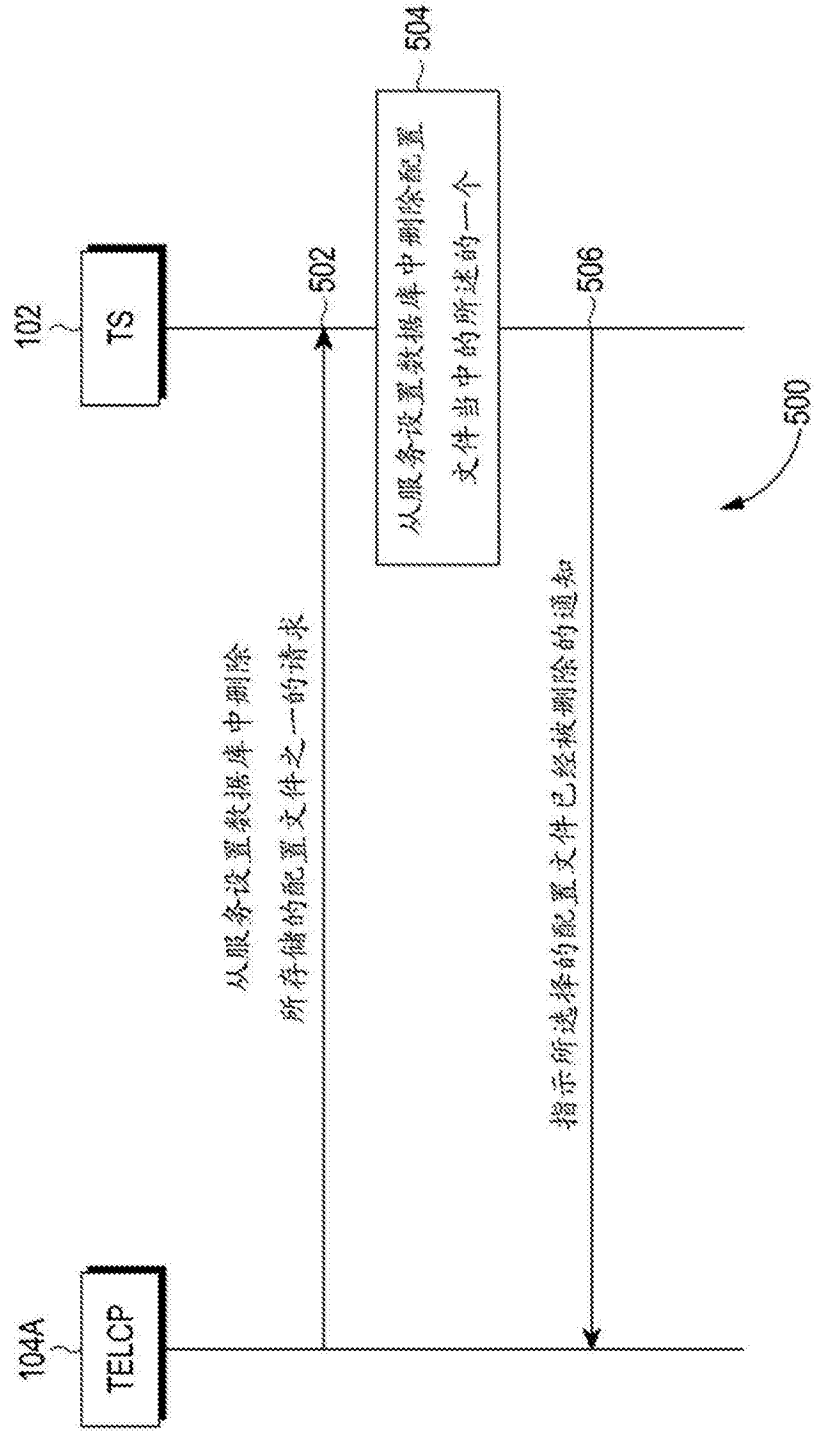 104A
TELCP
102
TS
从服务设置数据库中删除
所存储的配置文件之一的请求
502
从服务设置数据库中删除配置
文件当中的所述的一个
504
指示所选择的配置文件已经被删除的通知
506
500